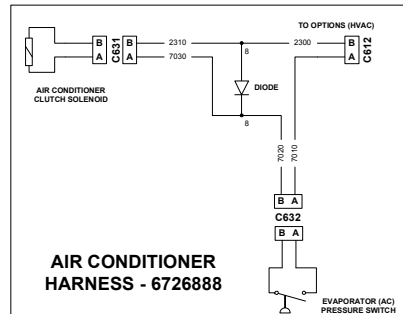 TO OPTIONS (HVAC)
B B 2310 8 2300 B
A A 7030 A
C631
C612
AIR CONDITIONER
CLUTCH SOLENOID
DIODE
8
7020
7010
B A
C632
B A
AIR CONDITIONER
HARNESS - 6726888
EVAPORATOR (AC)
PRESSURE SWITCH